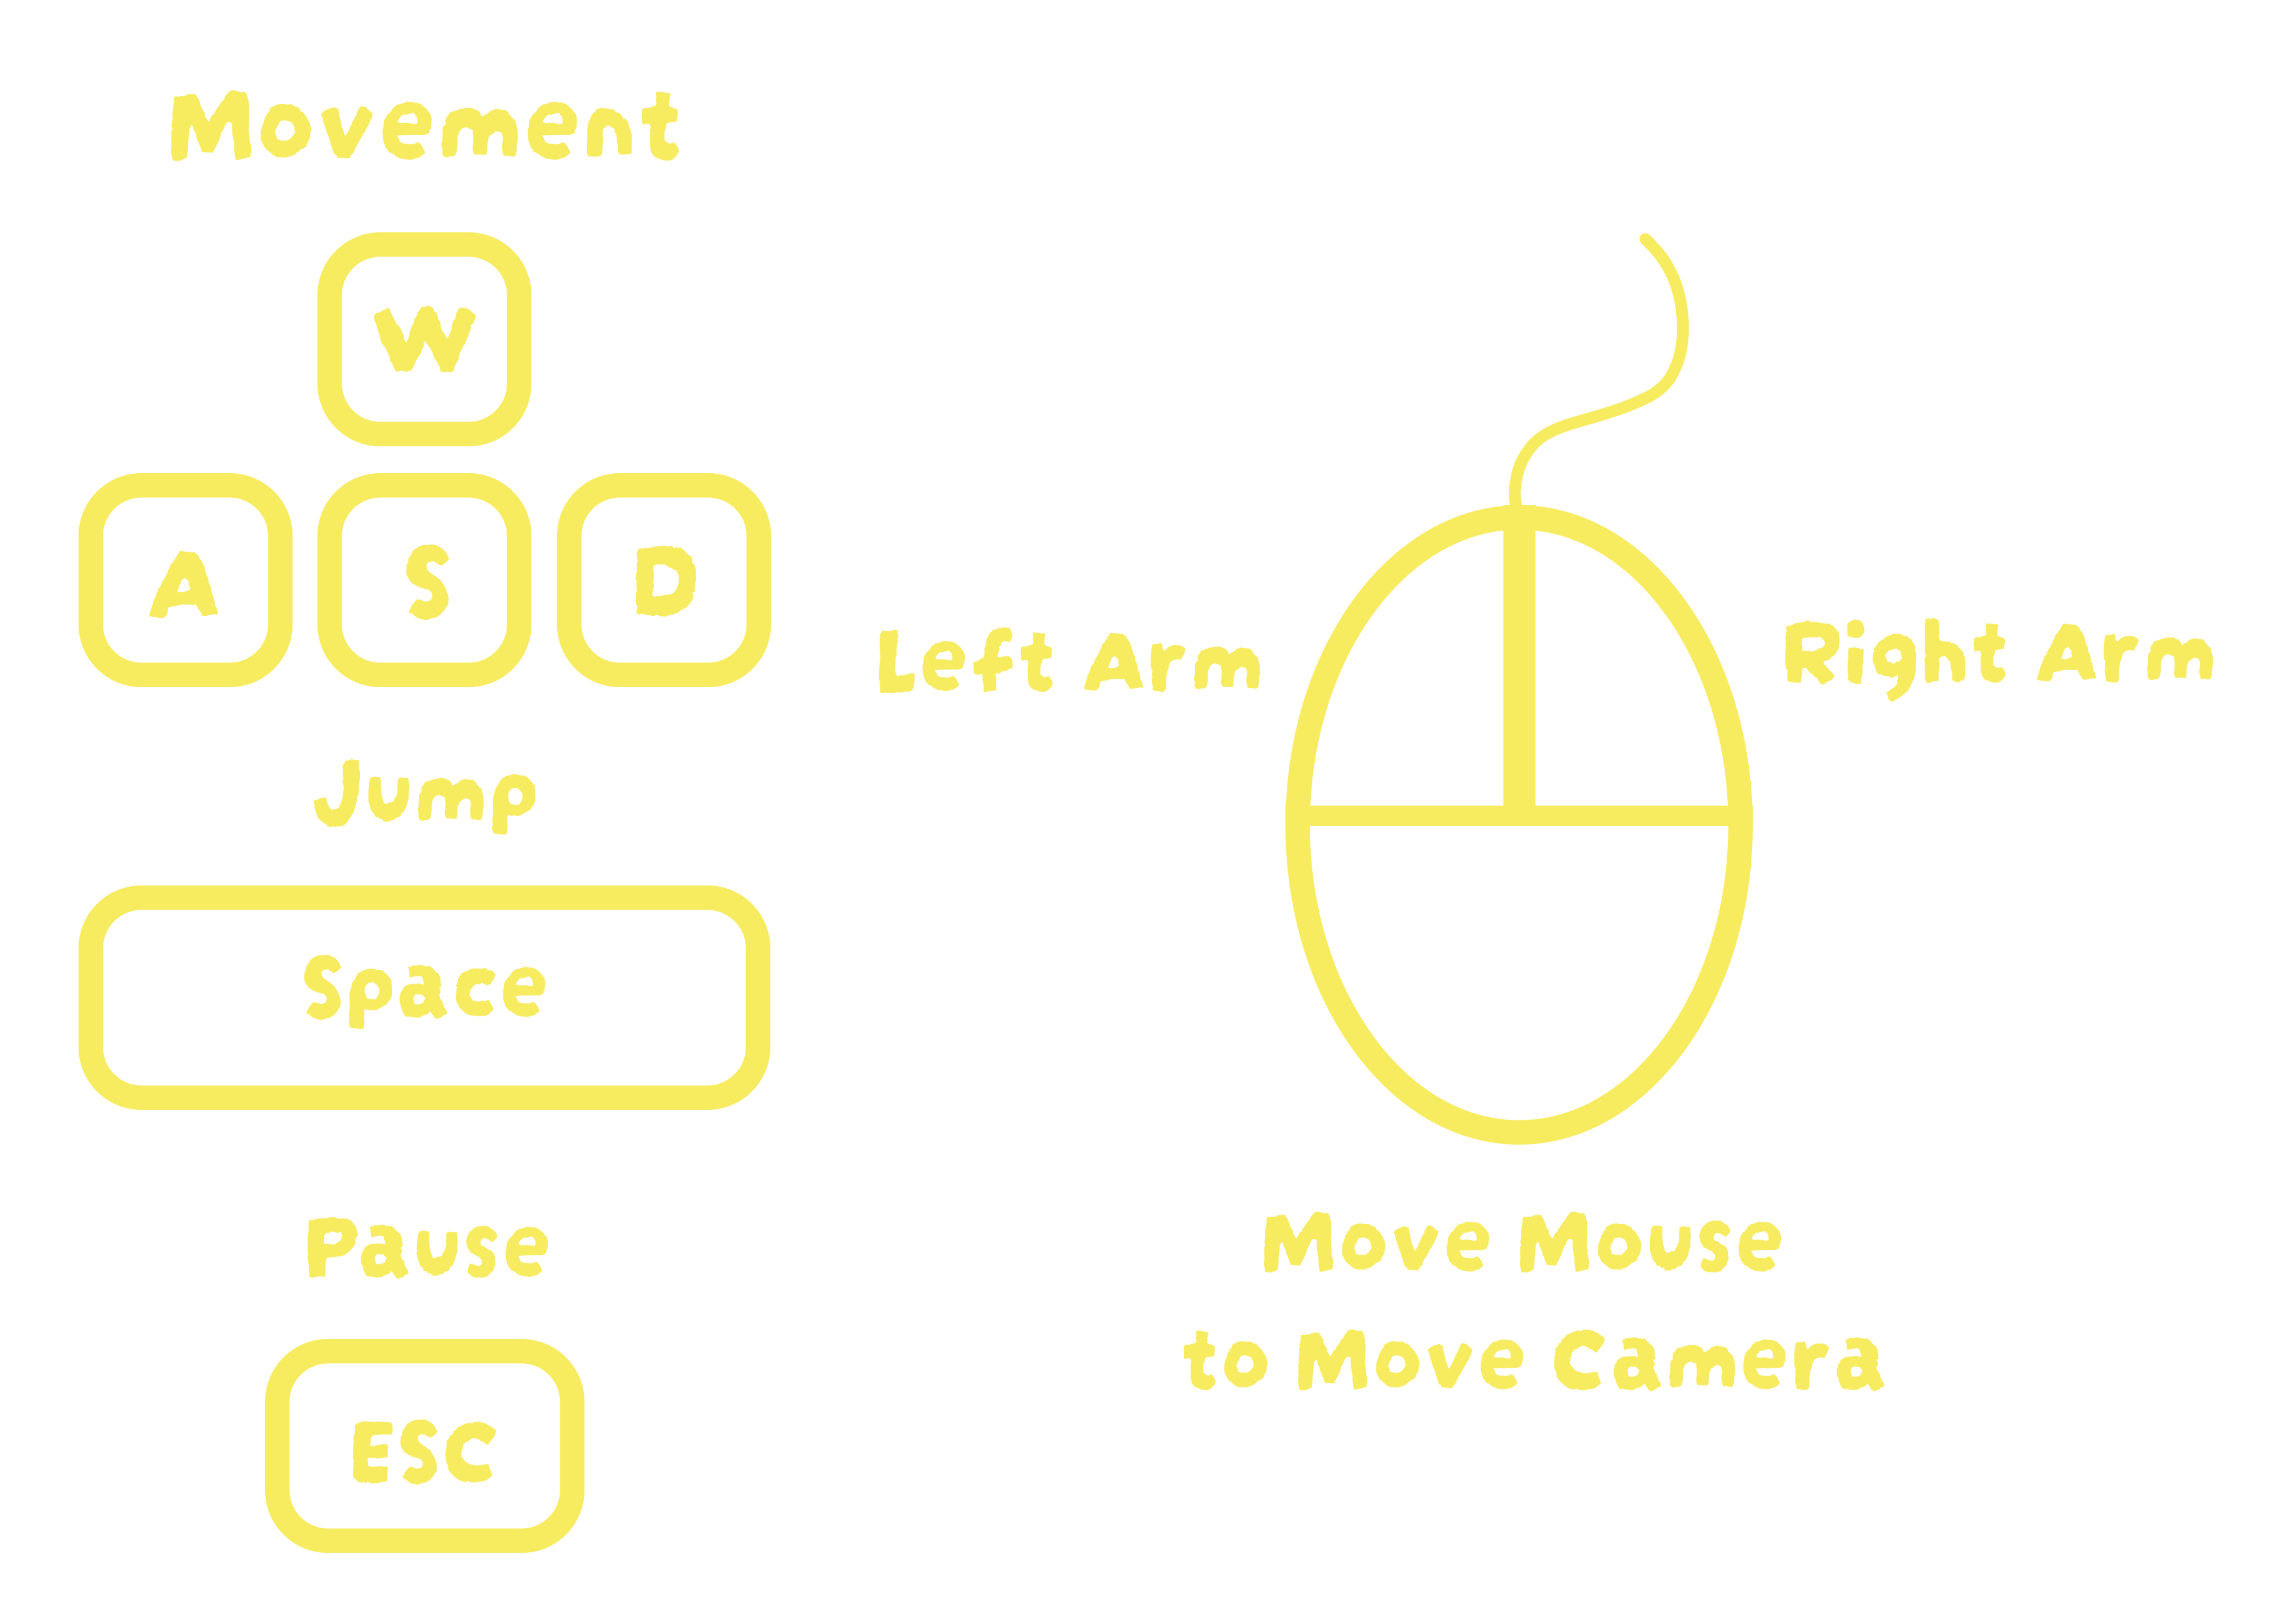 Movement
W
A S D
Left Arm
Right Arm
Jump
Space
Pause
ESC
Move Mouse
to Move Camera